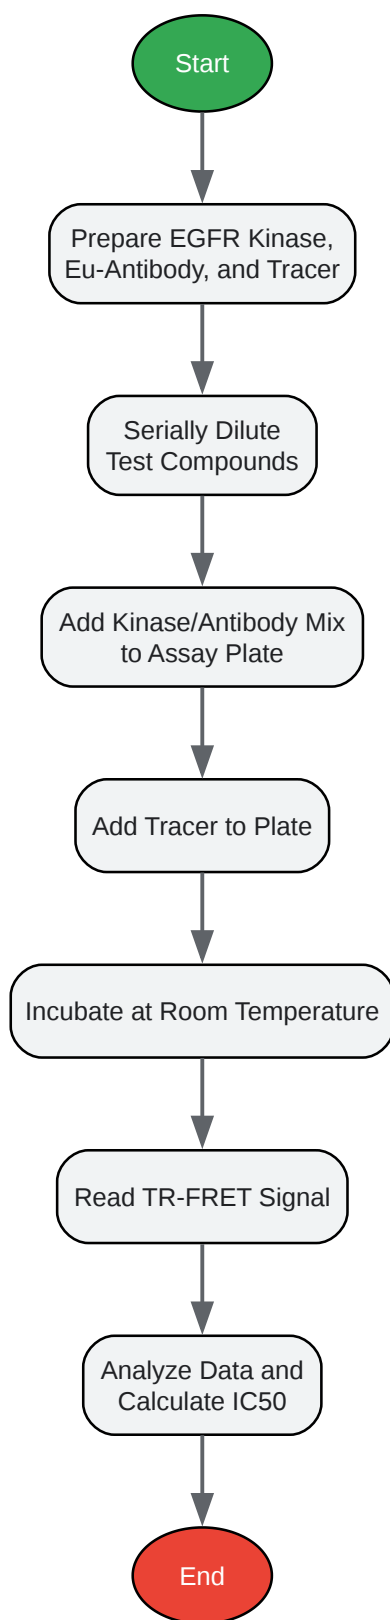 Start
Prepare EGFR Kinase,
Eu-Antibody, and Tracer
Serially Dilute
Test Compounds
Add Kinase/Antibody Mix
to Assay Plate
Add Tracer to Plate
Incubate at Room Temperature
Read TR-FRET Signal
Analyze Data and
Calculate IC50
End